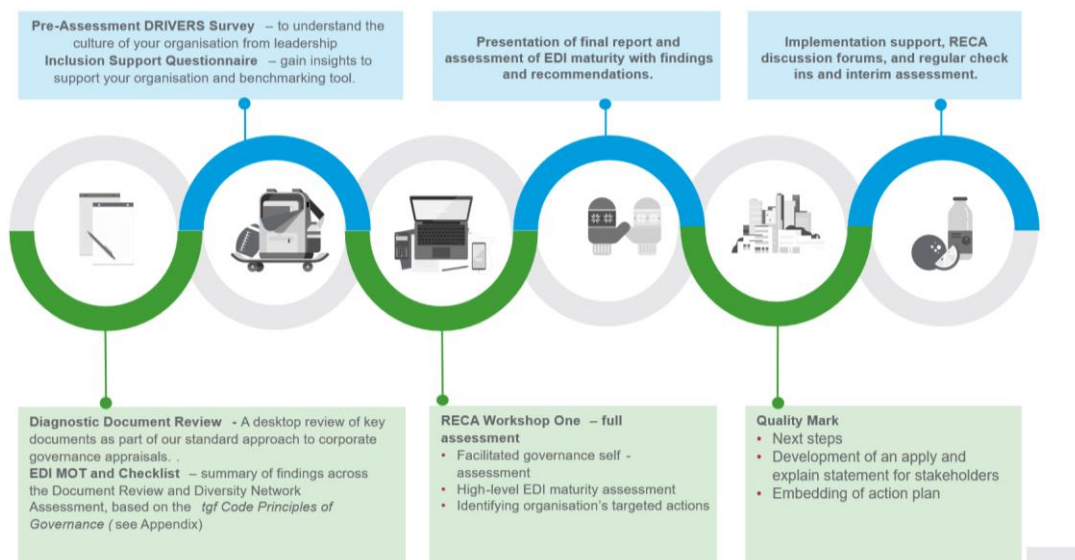 Pre-Assessment DRIVERS Survey – to understand the
culture of your organisation from leadership
Inclusion Support Questionnaire – gain insights to
support your organisation and benchmarking tool.
Presentation of final report and
assessment of EDI maturity with findings
and recommendations.
Implementation support, RECA
discussion forums, and regular check
ins and interim assessment.
Diagnostic Document Review - A desktop review of key
documents as part of our standard approach to corporate
governance appraisals. .
EDI MOT and Checklist – summary of findings across
the Document Review and Diversity Network
Assessment, based on the tgf Code Principles of
Governance ( see Appendix)
RECA Workshop One – full
assessment
• Facilitated governance self -
assessment
• High-level EDI maturity assessment
• Identifying organisation's targeted actions
Quality Mark
• Next steps
• Development of an apply and
explain statement for stakeholders
• Embedding of action plan